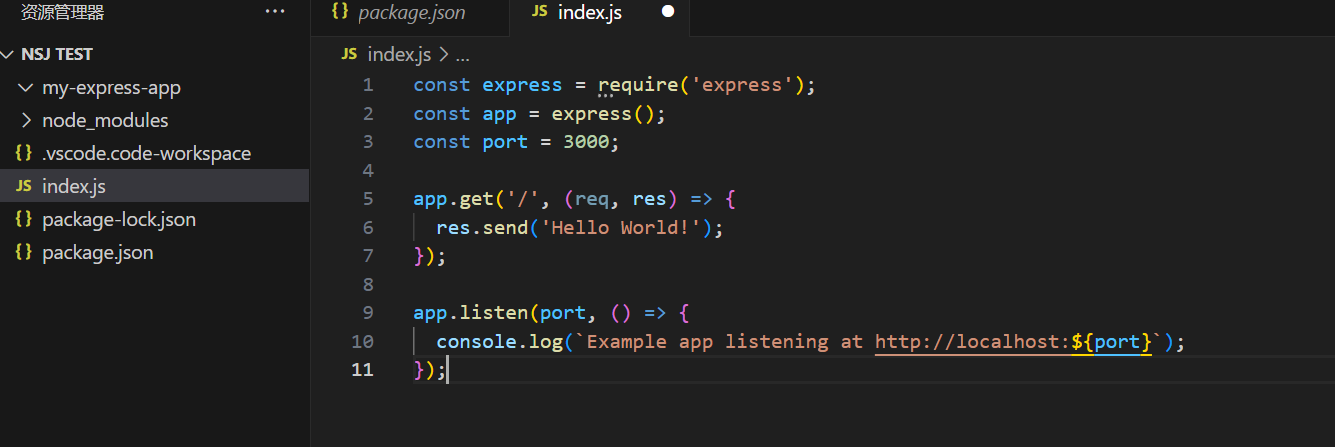 资源管理器 ...
NSJ TEST
my-express-app
node_modules
{} .vscode.code-workspace
JS index.js
{} package-lock.json
{} package.json
{} package.json
JS index.js
JS index.js > ...
1 const express = require('express');
2 const app = express();
3 const port = 3000;
4
5 app.get('/', (req, res) => {
6   res.send('Hello World!');
7 });
8
9 app.listen(port, () => {
10   console.log(`Example app listening at http://localhost:${port}`);
11 });